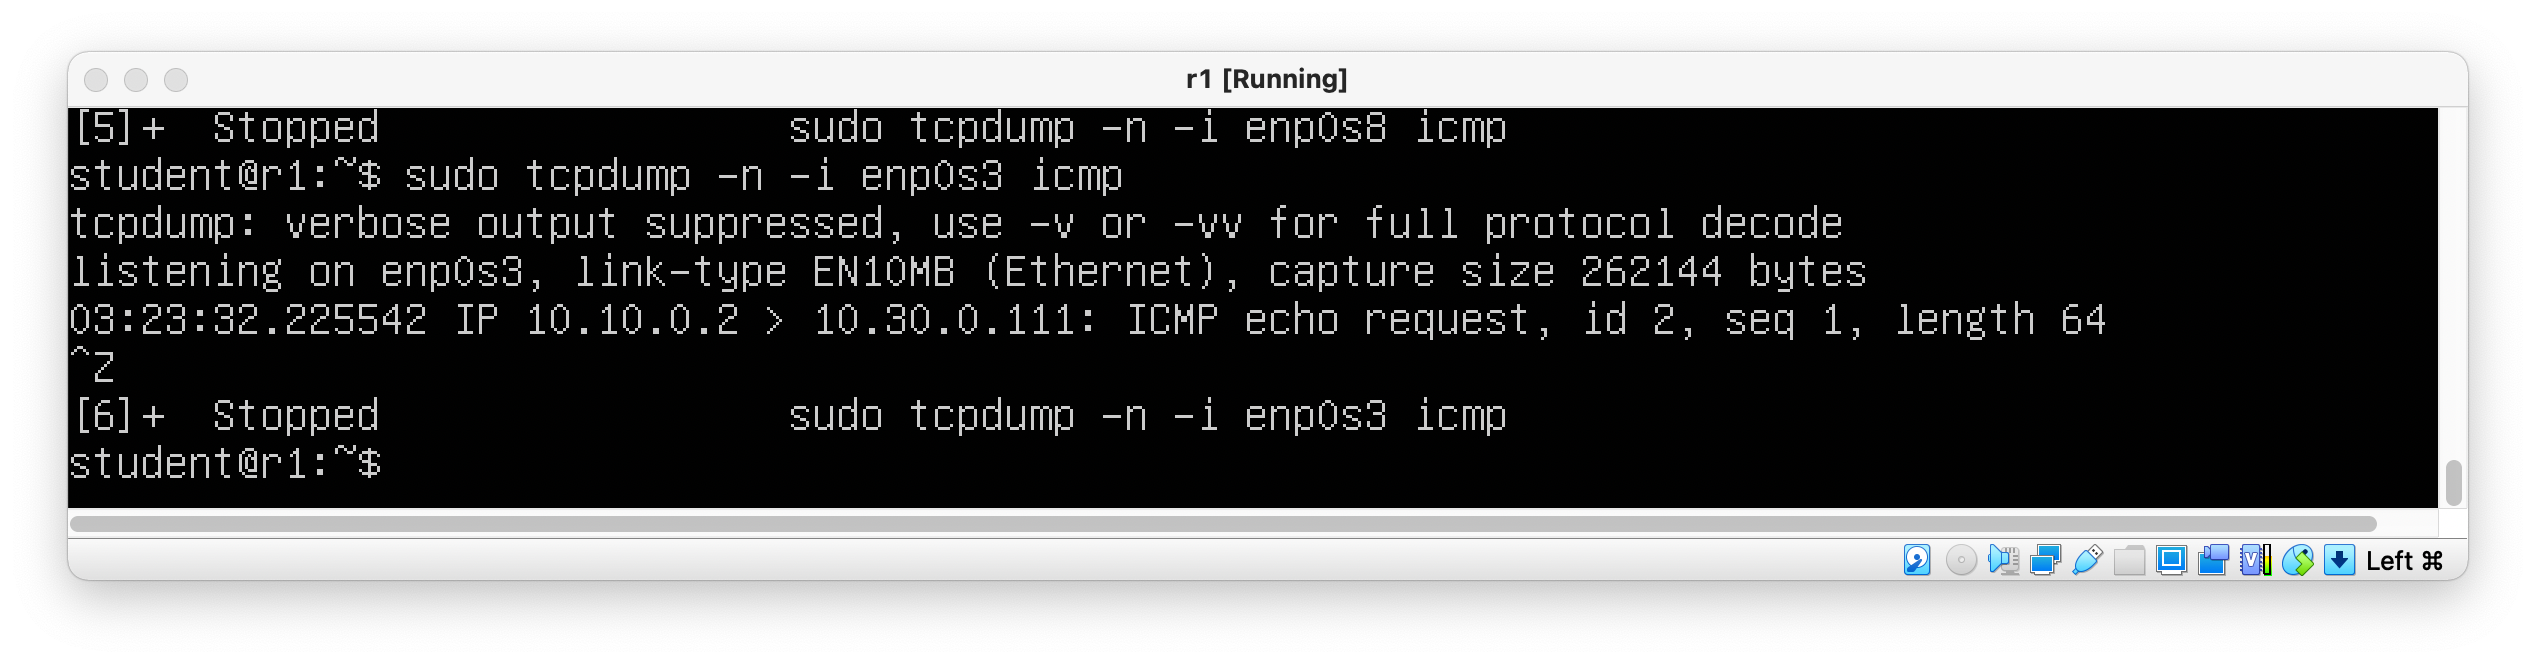 r1 [Running]
[5]+  Stopped                 sudo tcpdump -n -i enp0s8 icmp
student@r1:~$ sudo tcpdump -n -i enp0s3 icmp
tcpdump: verbose output suppressed, use -v or -vv for full protocol decode
listening on enp0s3, link-type EN10MB (Ethernet), capture size 262144 bytes
03:23:32.225542 IP 10.10.0.2 > 10.30.0.111: ICMP echo request, id 2, seq 1, length 64
^Z
[6]+  Stopped                 sudo tcpdump -n -i enp0s3 icmp
student@r1:~$
Left ⌘